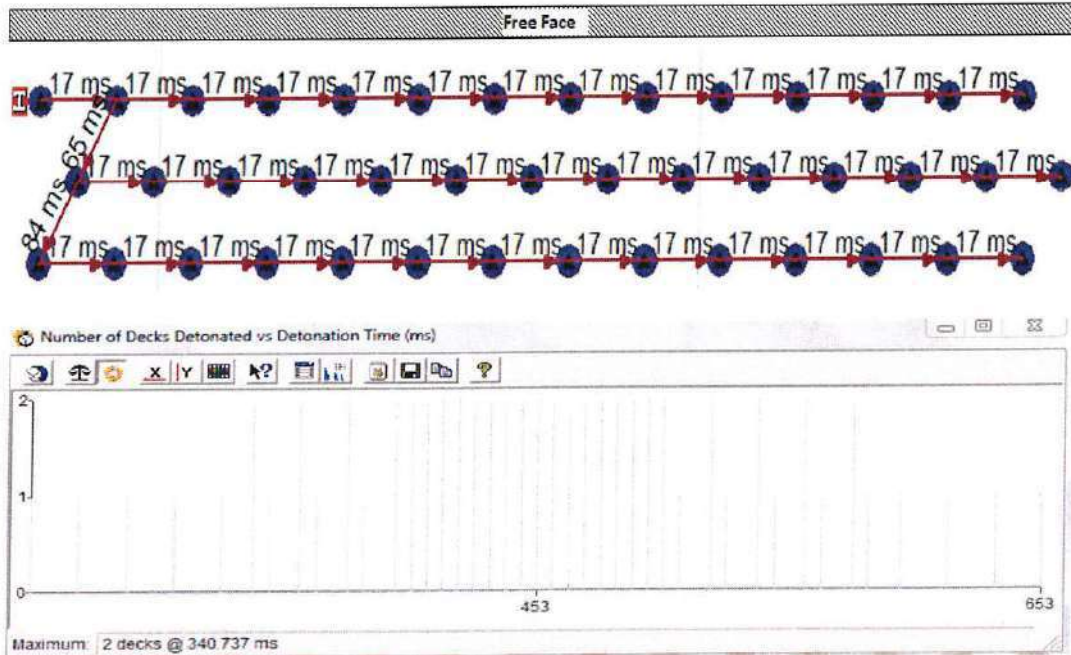 Free Face
17 ms 17 ms 17 ms 17 ms 17 ms 17 ms 17 ms 17 ms 17 ms 17 ms 17 ms 17 ms 17 ms
65 ms
17 ms 17 ms 17 ms 17 ms 17 ms 17 ms 17 ms 17 ms 17 ms 17 ms 17 ms 17 ms 17 ms
84 ms
17 ms 17 ms 17 ms 17 ms 17 ms 17 ms 17 ms 17 ms 17 ms 17 ms 17 ms 17 ms 17 ms
Number of Decks Detonated vs Detonation Time (ms)
X Y ? ?
2
1
0
453 653
Maximum: 2 decks @ 340.737 ms